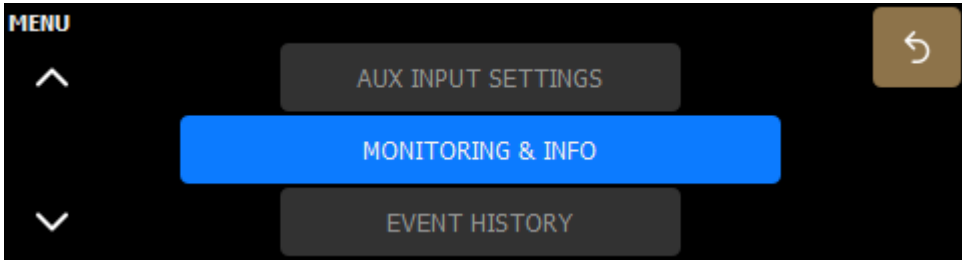 MENU
AUX INPUT SETTINGS
MONITORING & INFO
EVENT HISTORY